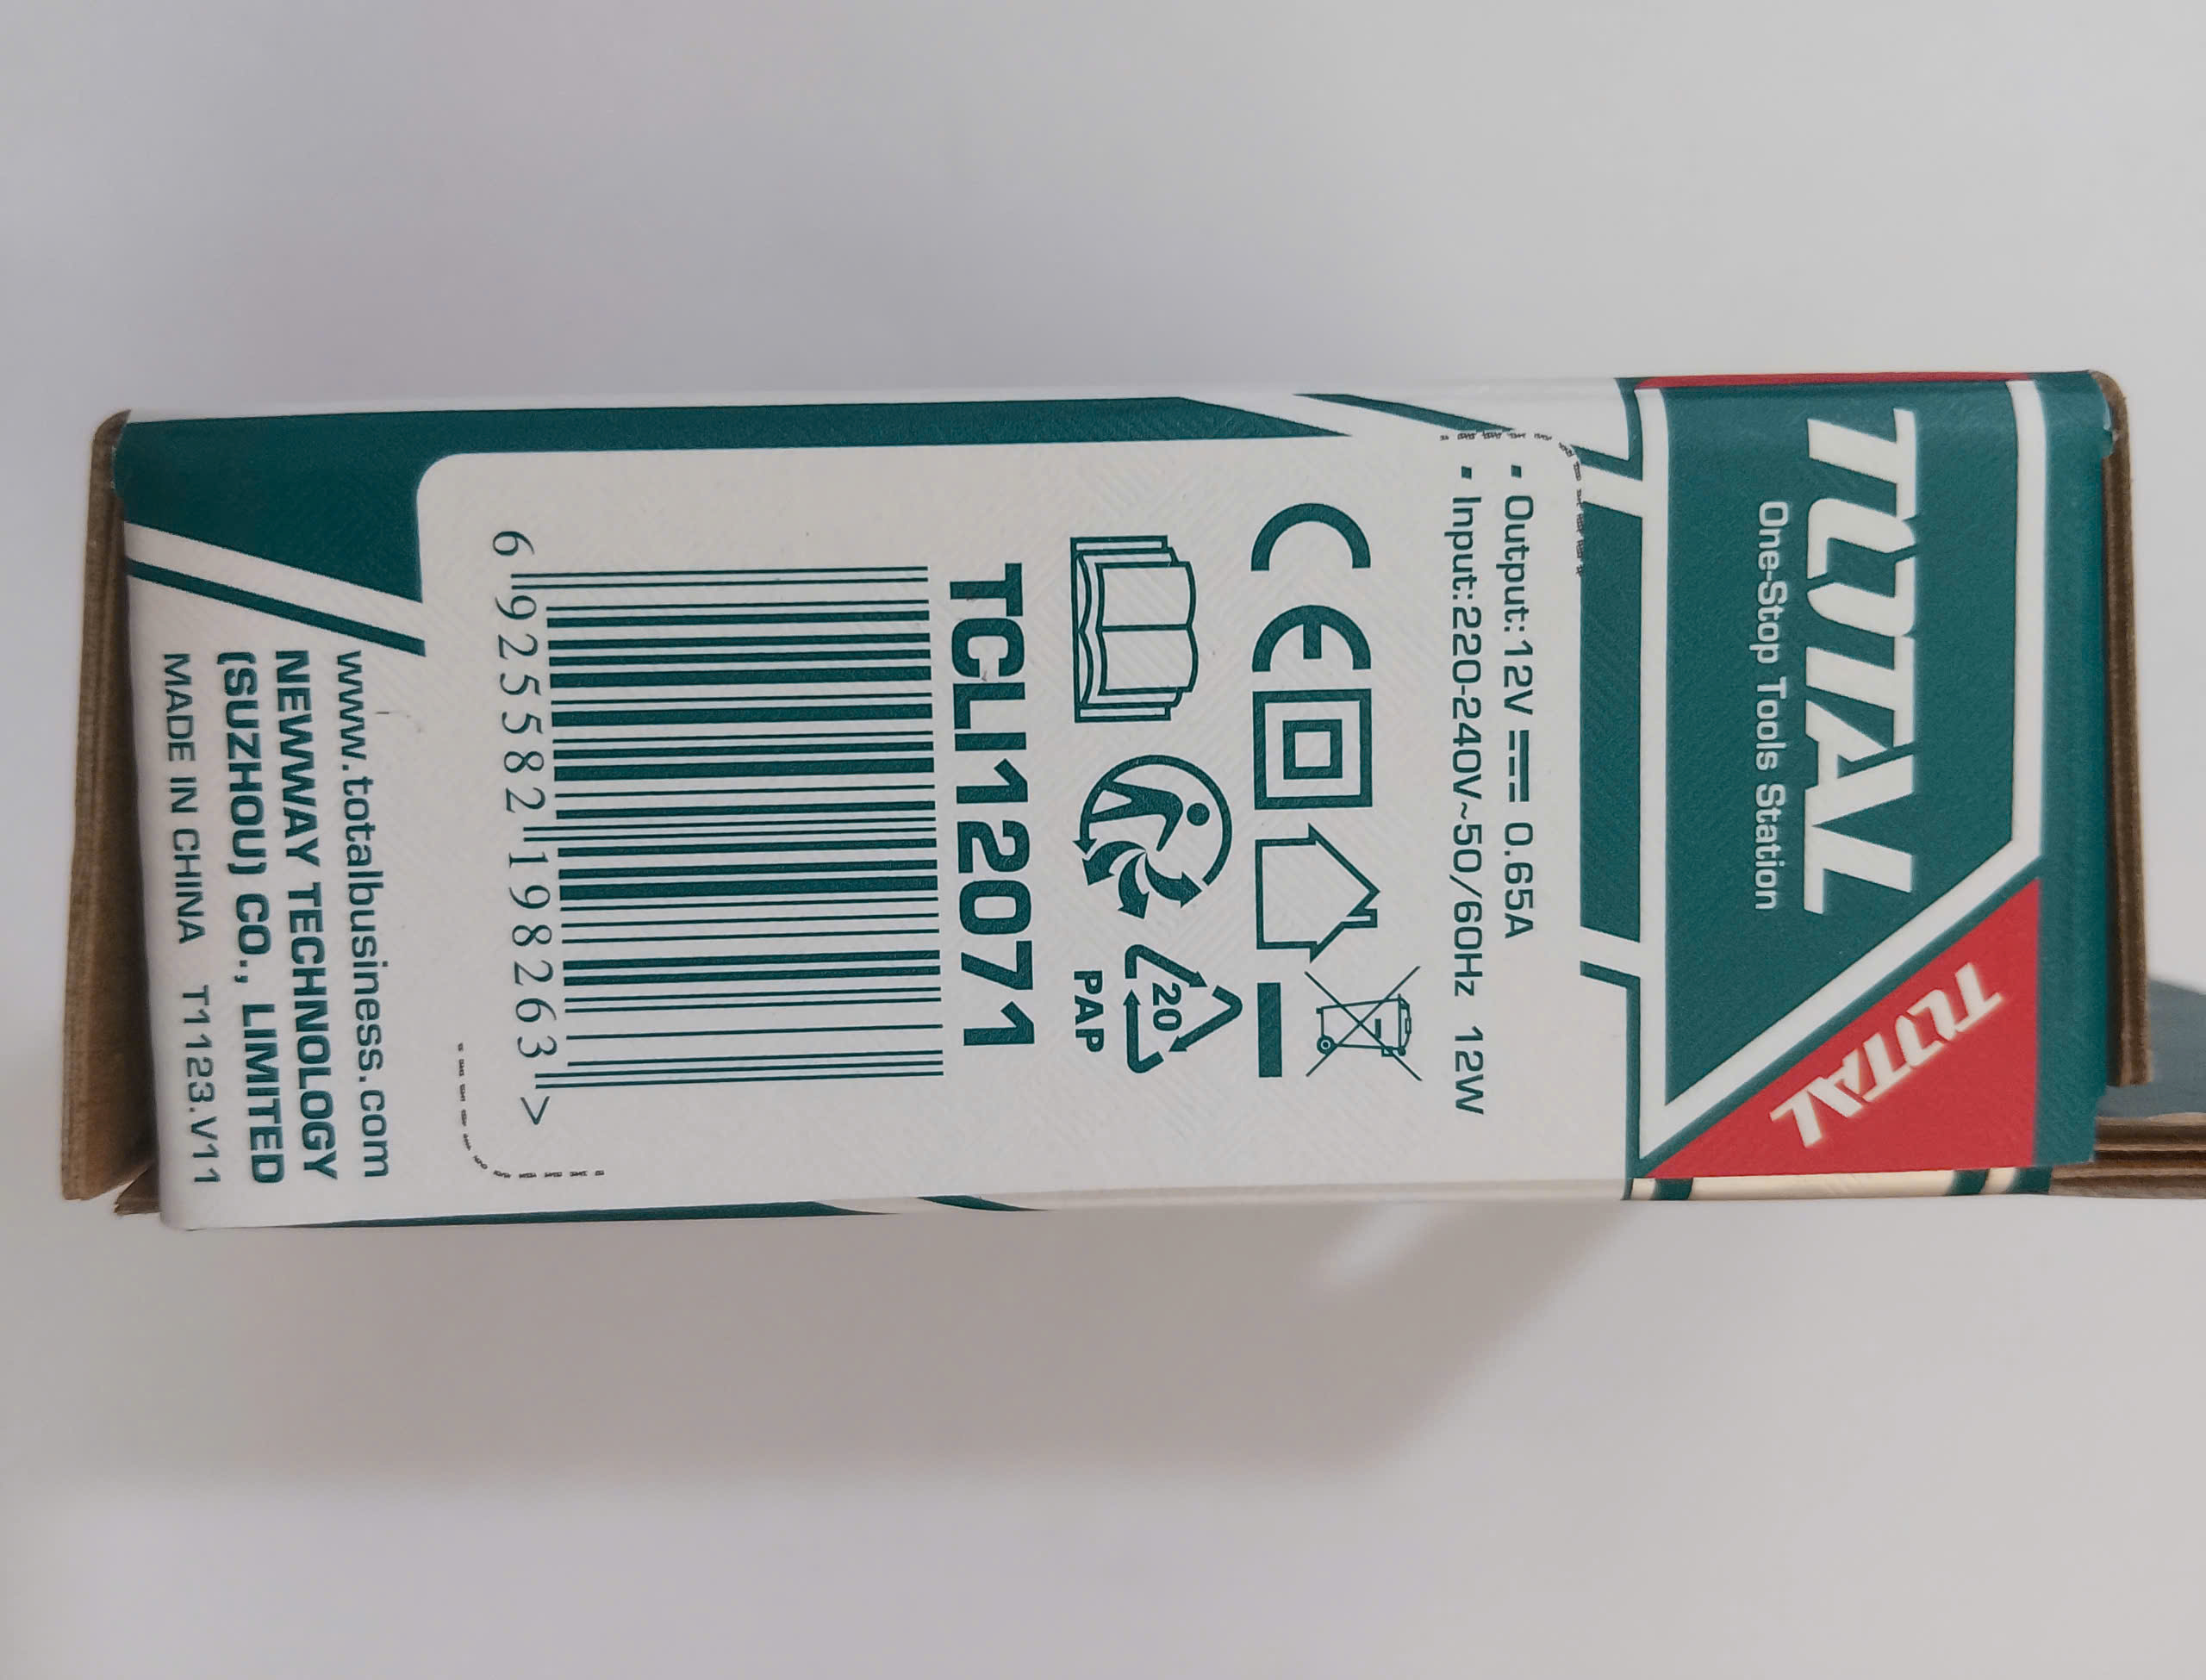 TOTAL
One-Stop Tools Station
TOTAL
▪ Output:12V ⎓ 0.65A
▪ Input:220-240V~50/60Hz 12W
CE
20
PAP
TCLI12071
6 925582 198263 >
www.totalbusiness.com
NEWWAY TECHNOLOGY
(SUZHOU) CO., LIMITED
MADE IN CHINA T1123.V11